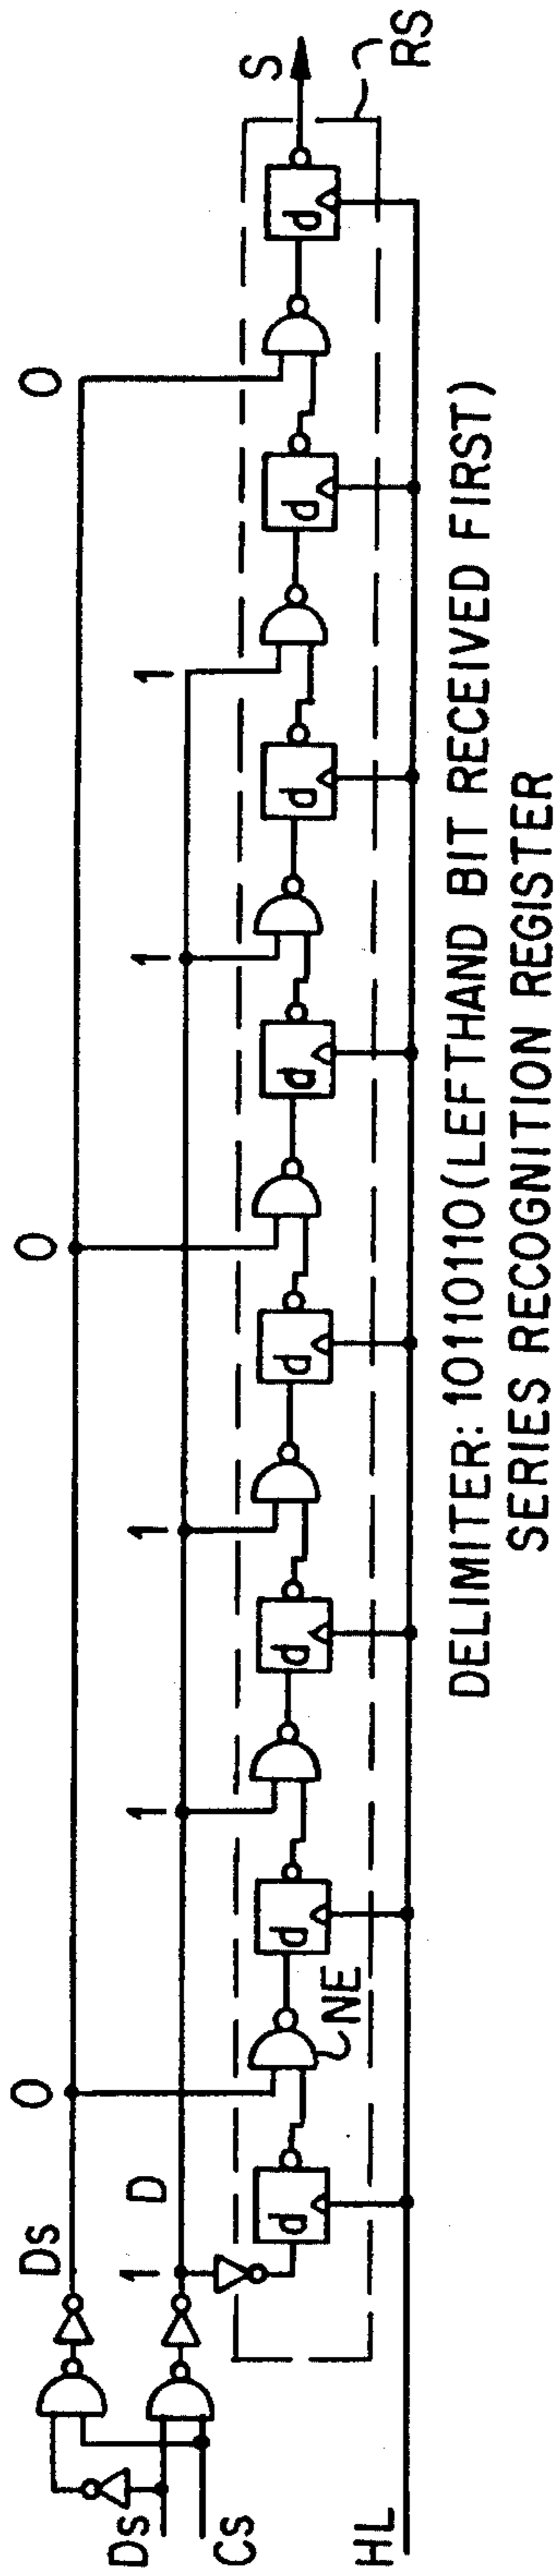 Ds
Cs
HL
Ds
D
0
1
1
0
1
1
0
1
NE
d
d
d
d
d
d
d
d
S
RS
DELIMITER: 10110110 (LEFTHAND BIT RECEIVED FIRST)
SERIES RECOGNITION REGISTER